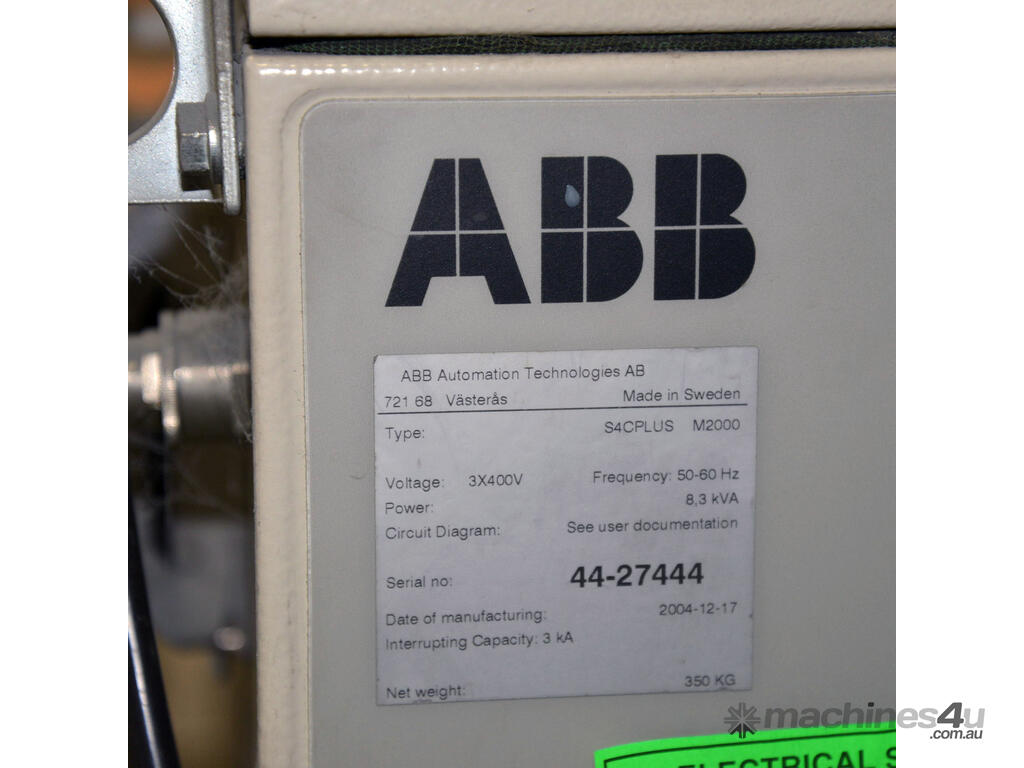 ABB
ABB Automation Technologies AB
721 68 Västerås Made in Sweden
Type: S4CPLUS M2000
Voltage: 3X400V Frequency: 50-60 Hz
Power: 8,3 kVA
Circuit Diagram: See user documentation
Serial no: 44-27444
Date of manufacturing: 2004-12-17
Interrupting Capacity: 3 kA
Net weight: 350 KG
machines4u
.com.au
ELECTRICAL S